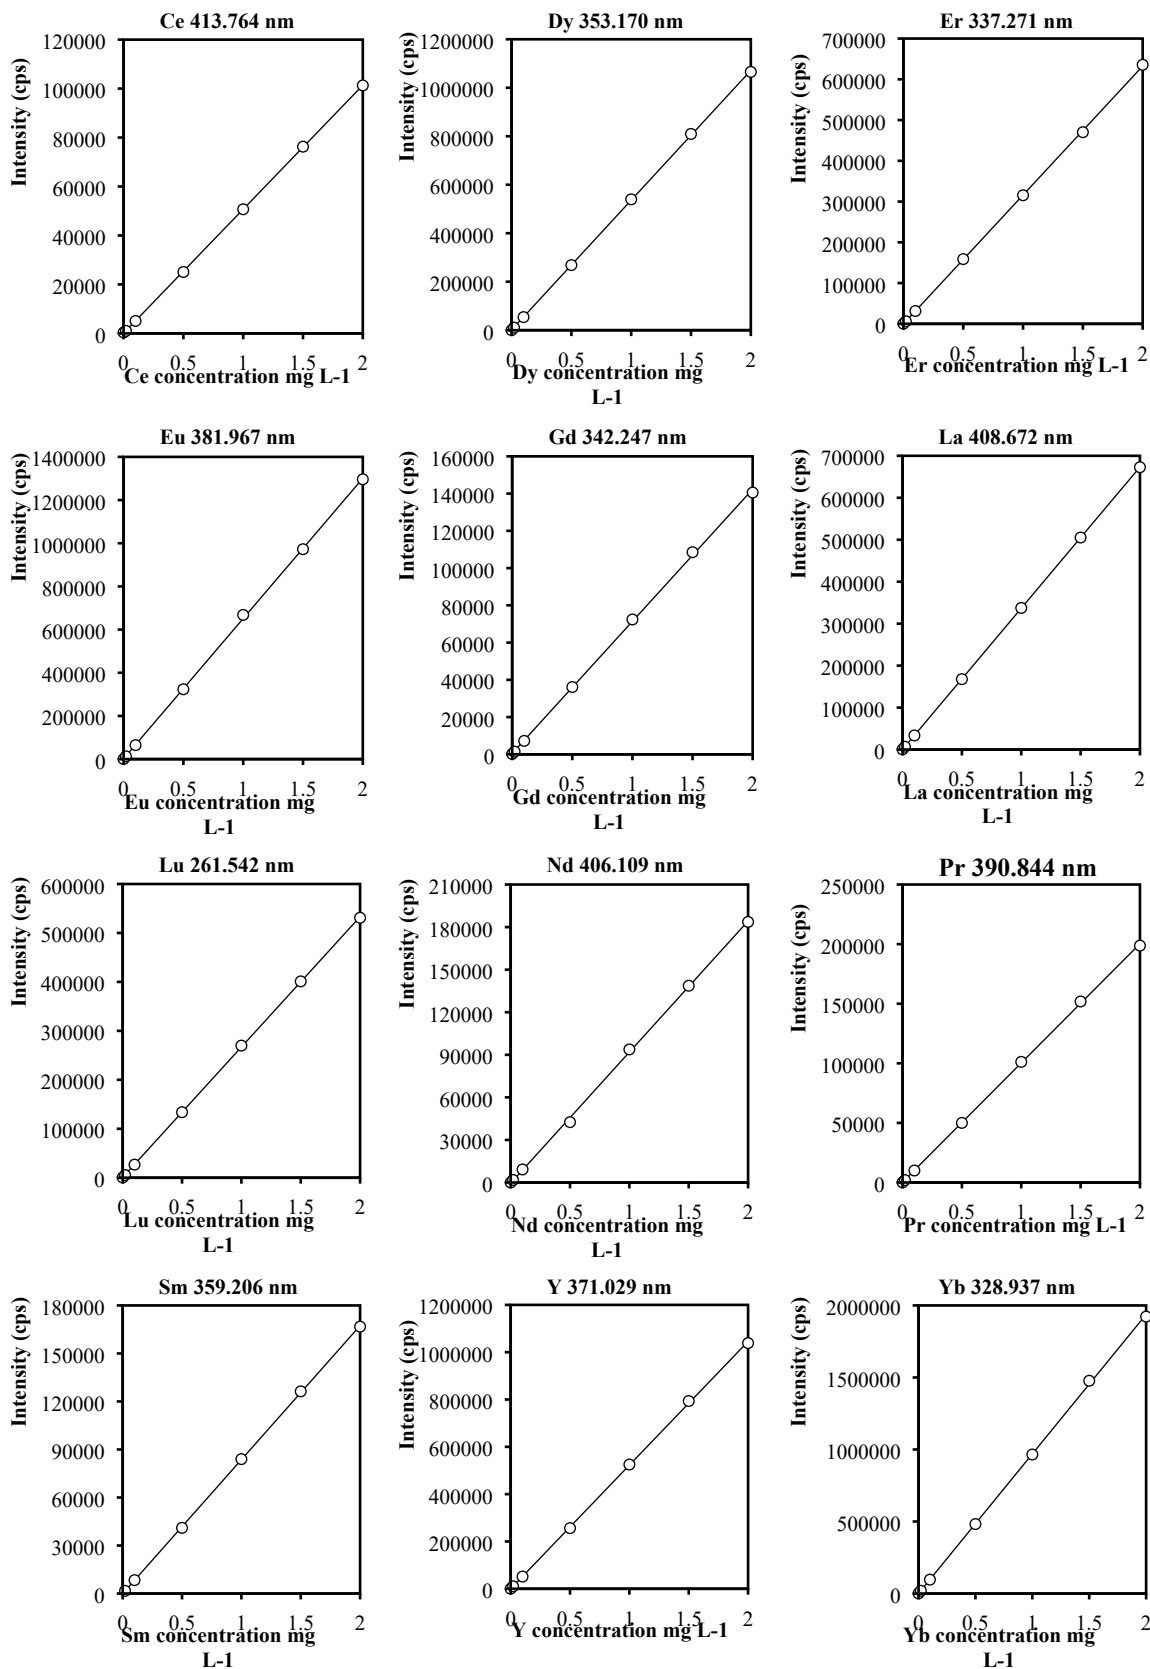 Ce 413.764 nm
Intensity (cps)
120000
100000
80000
60000
40000
20000
0
0 0.5 1 1.5 2
Ce concentration mg L-1
Dy 353.170 nm
Intensity (cps)
1200000
1000000
800000
600000
400000
200000
0
0 0.5 1 1.5 2
Dy concentration mg
L-1
Er 337.271 nm
Intensity (cps)
700000
600000
500000
400000
300000
200000
100000
0
0 0.5 1 1.5 2
Er concentration mg L-1
Eu 381.967 nm
Intensity (cps)
1400000
1200000
1000000
800000
600000
400000
200000
0
0 0.5 1 1.5 2
Eu concentration mg
L-1
Gd 342.247 nm
Intensity (cps)
160000
140000
120000
100000
80000
60000
40000
20000
0
0 0.5 1 1.5 2
Gd concentration mg
L-1
La 408.672 nm
Intensity (cps)
700000
600000
500000
400000
300000
200000
100000
0
0 0.5 1 1.5 2
La concentration mg
L-1
Lu 261.542 nm
Intensity (cps)
600000
500000
400000
300000
200000
100000
0
0 0.5 1 1.5 2
Lu concentration mg
L-1
Nd 406.109 nm
Intensity (cps)
210000
180000
150000
120000
90000
60000
30000
0
0 0.5 1 1.5 2
Nd concentration mg
L-1
Pr 390.844 nm
Intensity (cps)
250000
200000
150000
100000
50000
0
0 0.5 1 1.5 2
Pr concentration mg L-1
Sm 359.206 nm
Intensity (cps)
180000
150000
120000
90000
60000
30000
0
0 0.5 1 1.5 2
Sm concentration mg
L-1
Y 371.029 nm
Intensity (cps)
1200000
1000000
800000
600000
400000
200000
0
0 0.5 1 1.5 2
Y concentration mg L-1
Yb 328.937 nm
Intensity (cps)
2000000
1500000
1000000
500000
0
0 0.5 1 1.5 2
Yb concentration mg
L-1